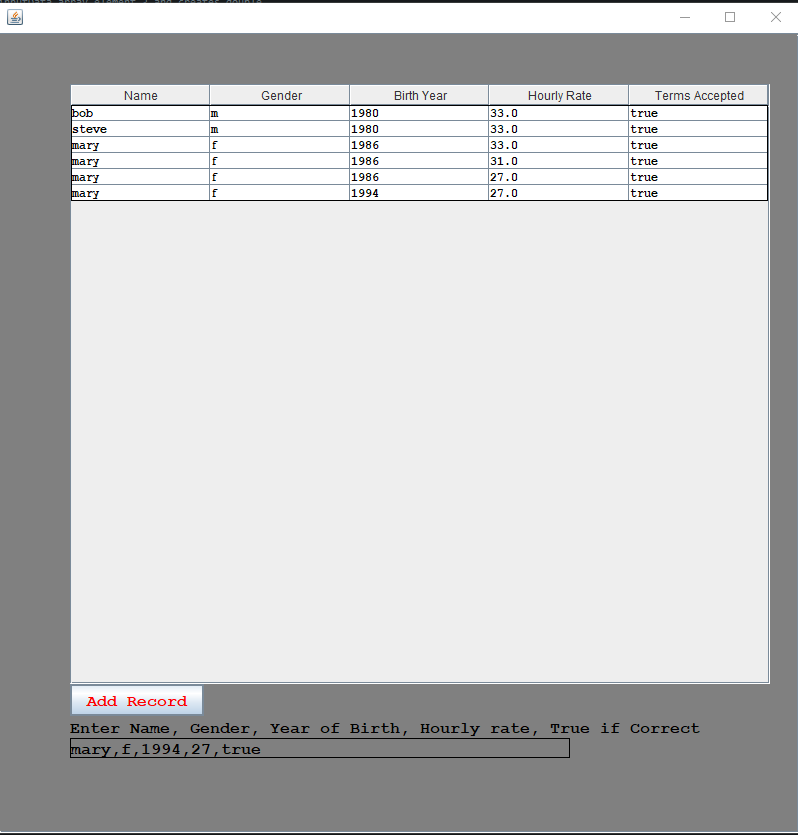 Name Gender Birth Year Hourly Rate Terms Accepted
bob m 1980 33.0 true
steve m 1980 33.0 true
mary f 1986 33.0 true
mary f 1986 31.0 true
mary f 1986 27.0 true
mary f 1994 27.0 true
Add Record
Enter Name, Gender, Year of Birth, Hourly rate, True if Correct
mary,f,1994,27,true